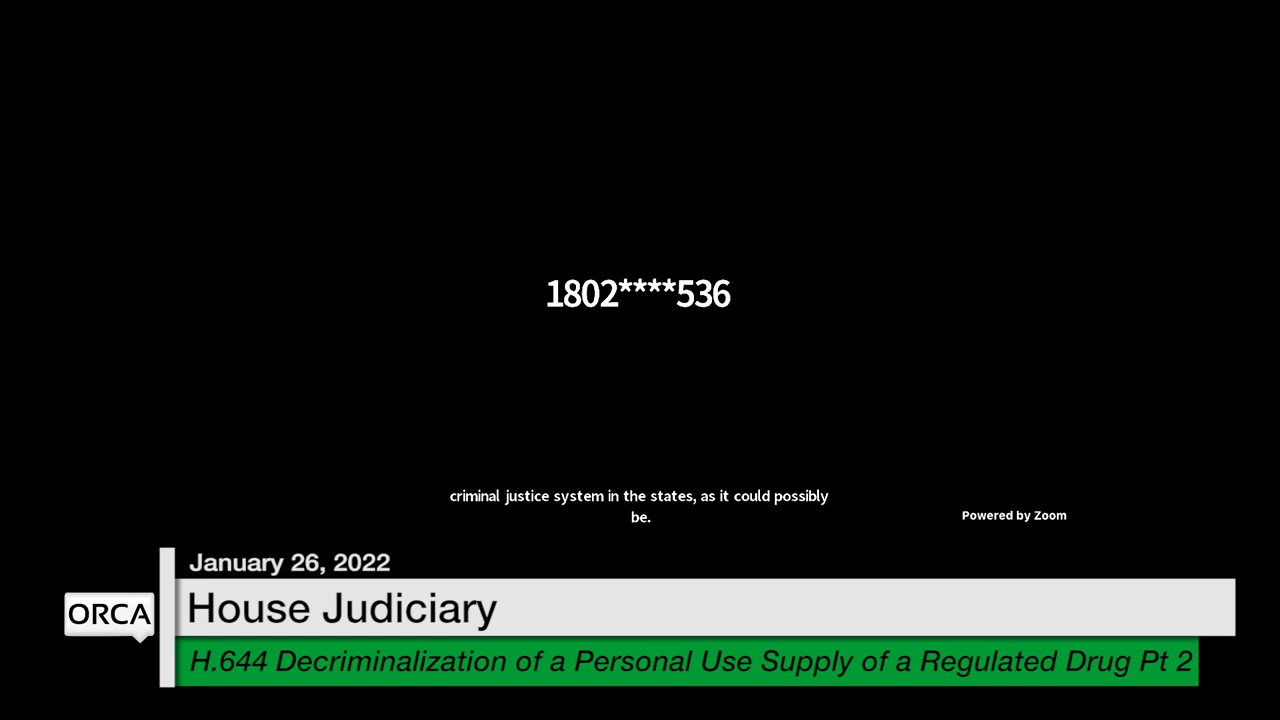 1802****536
criminal justice system in the states, as it could possibly
be.
Powered by Zoom
January 26, 2022
ORCA
House Judiciary
H.644 Decriminalization of a Personal Use Supply of a Regulated Drug Pt 2